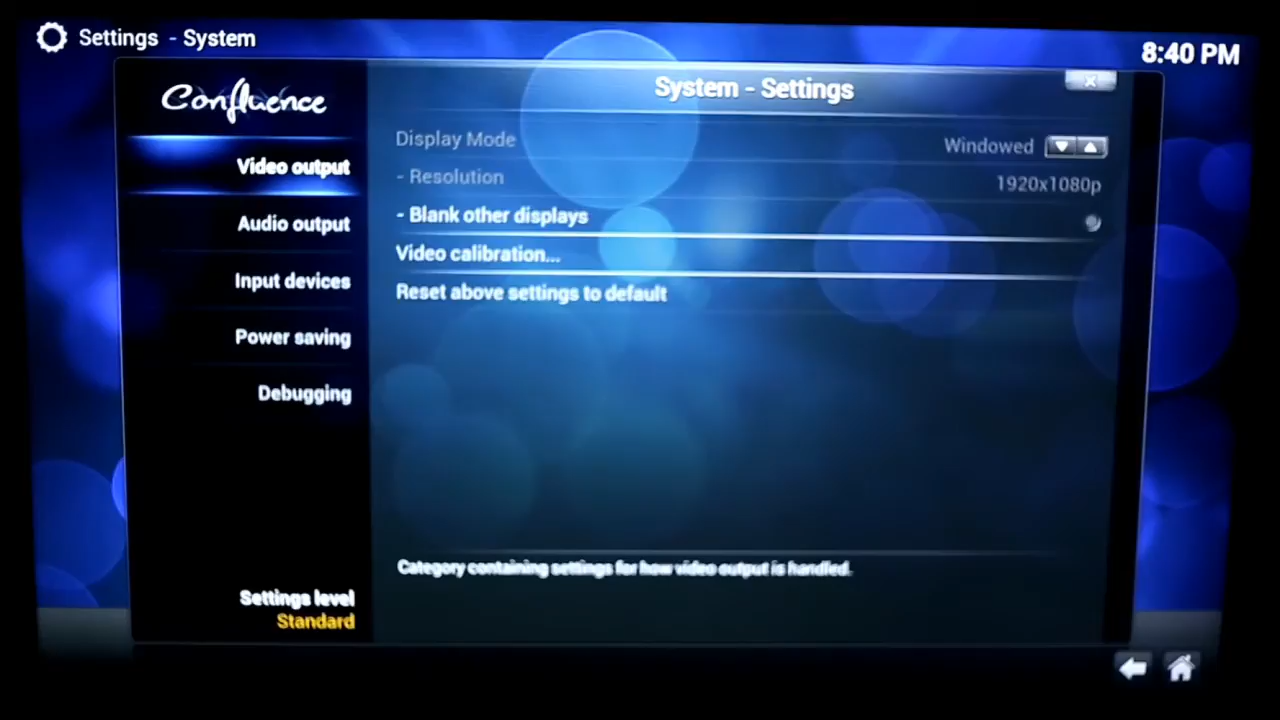 Settings - System
8:40 PM
Confluence
System - Settings
Video output
Audio output
Input devices
Power saving
Debugging
Display Mode Windowed
- Resolution 1920x1080p
- Blank other displays
Video calibration...
Reset above settings to default
Category containing settings for how video output is handled.
Settings level
Standard